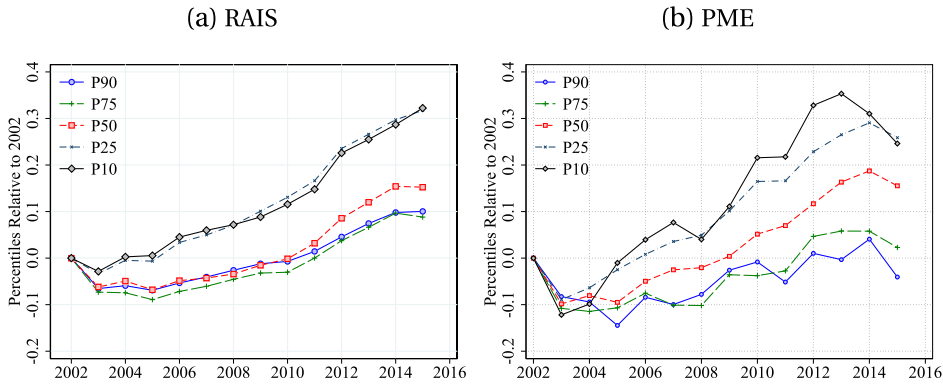 (a) RAIS
Percentiles Relative to 2002
0.4
0.3
0.2
0.1
0.0
-0.1
-0.2
P90
P75
P50
P25
P10
2002 2004 2006 2008 2010 2012 2014 2016
(b) PME
Percentiles Relative to 2002
0.4
0.3
0.2
0.1
0.0
-0.1
-0.2
P90
P75
P50
P25
P10
2002 2004 2006 2008 2010 2012 2014 2016